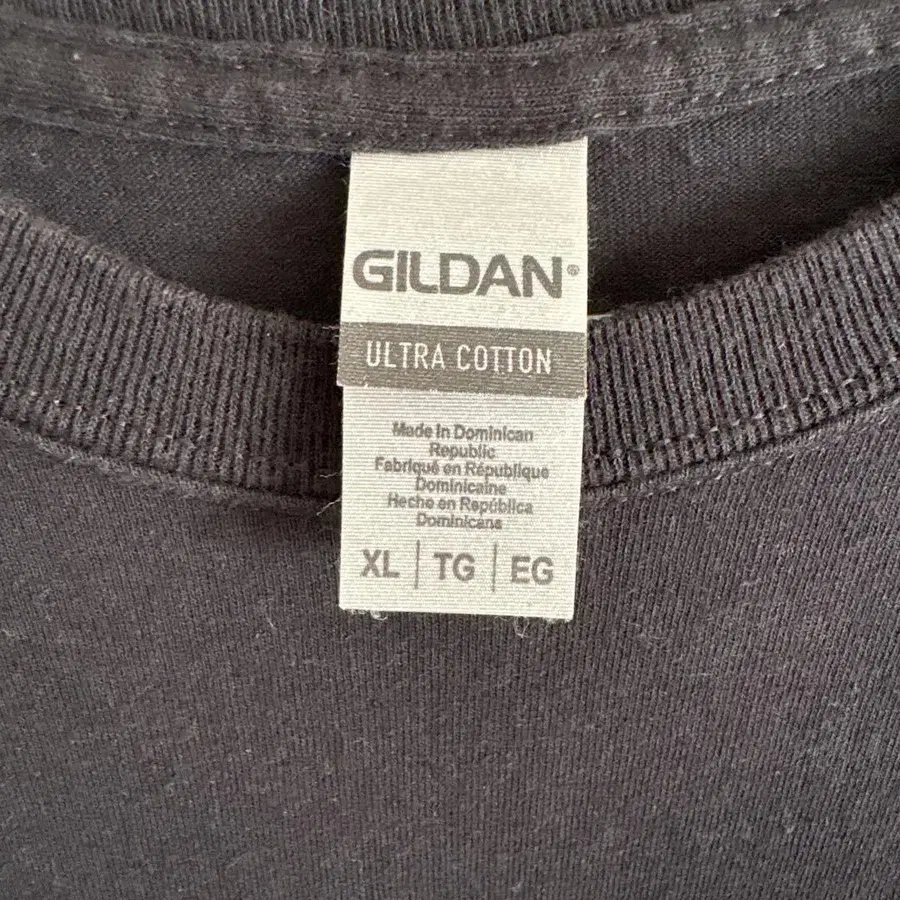 GILDAN®
ULTRA COTTON
Made In Dominican
Republic
Fabriqué en République
Dominicaine
Hecho en República
Dominicana
XL | TG | EG